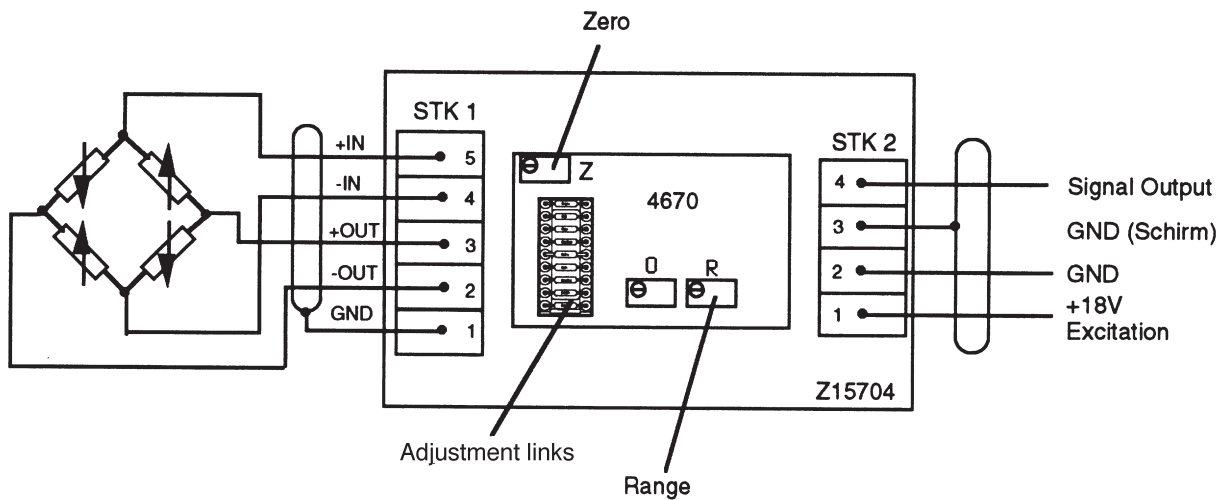 Zero
STK 1
+IN
5
-IN
4
+OUT
3
-OUT
2
GND
1
Z
4670
O
R
STK 2
4
Signal Output
3
GND (Schirm)
2
GND
1
+18V
Excitation
Z15704
Adjustment links
Range